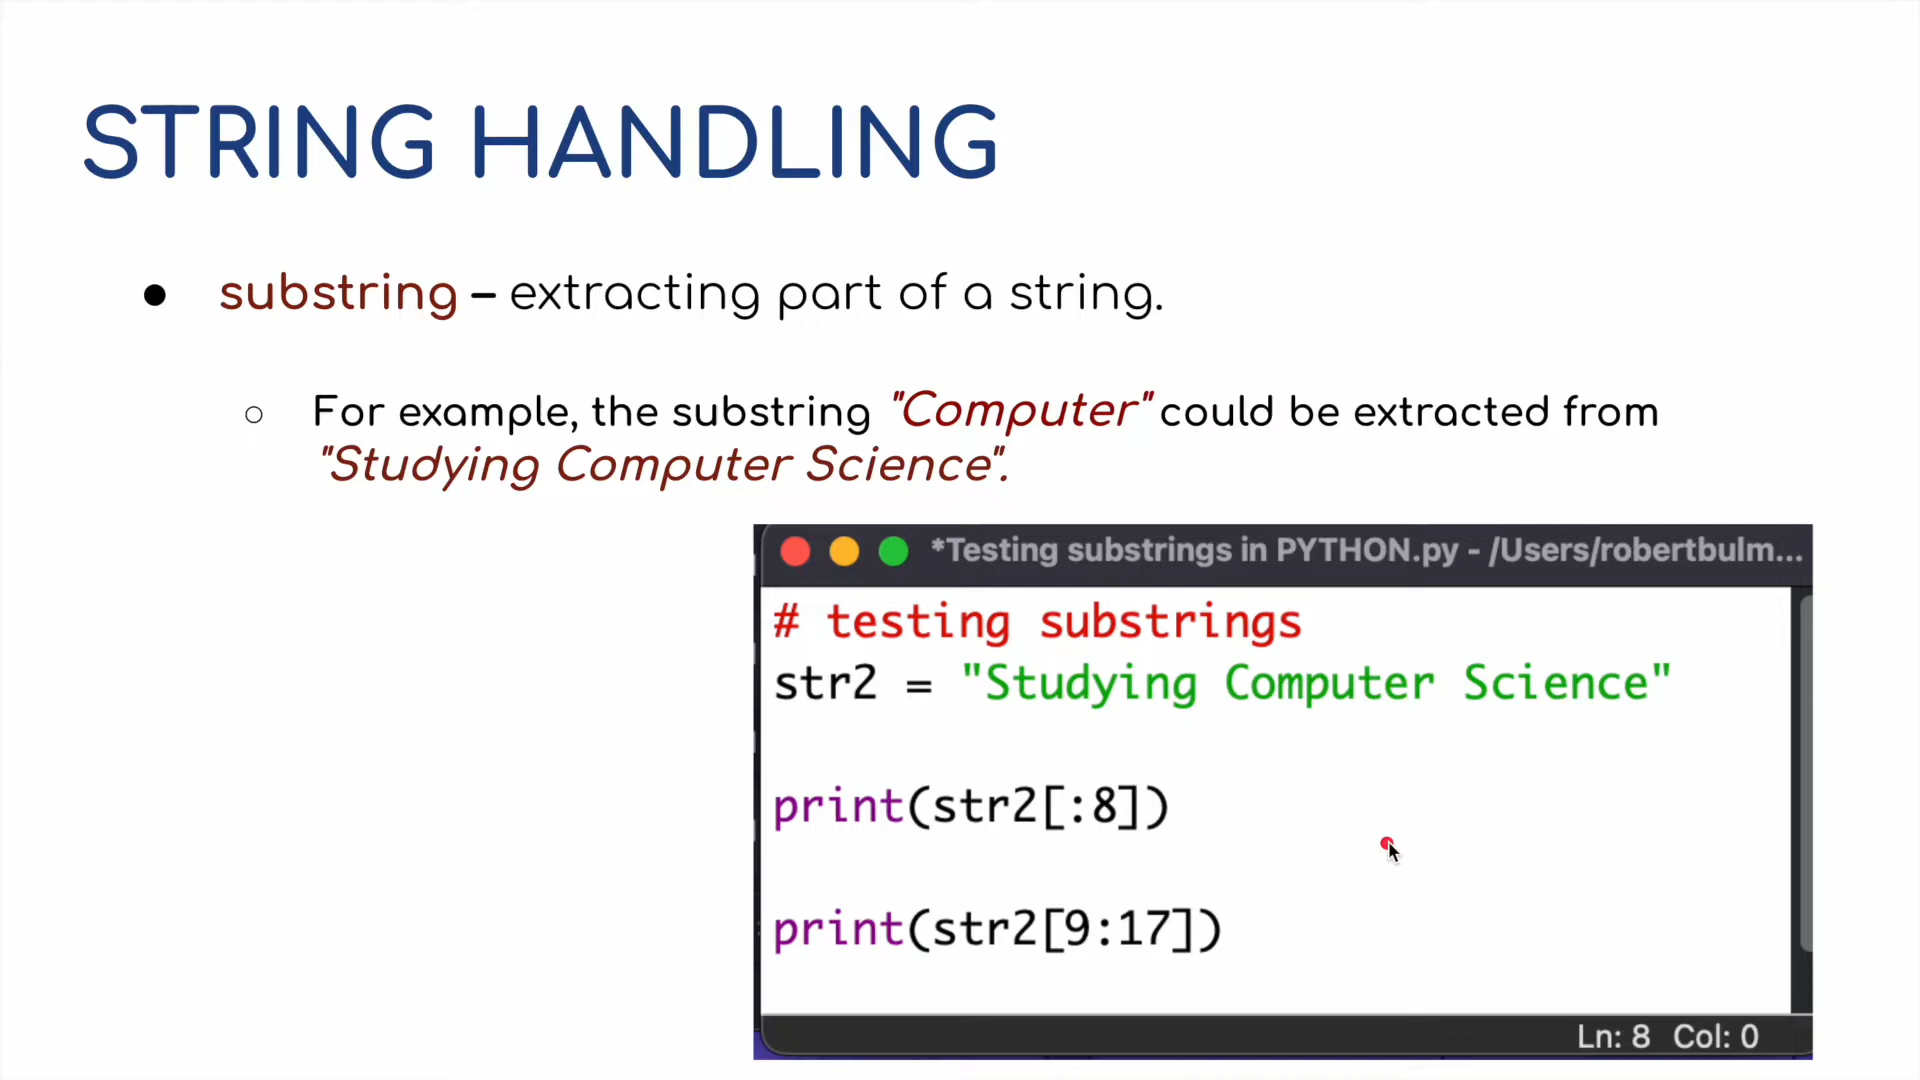 STRING HANDLING
● substring – extracting part of a string.
○ For example, the substring "Computer" could be extracted from
"Studying Computer Science".
*Testing substrings in PYTHON.py - /Users/robertbulm...
# testing substrings
str2 = "Studying Computer Science"
print(str2[:8])
print(str2[9:17])
Ln: 8 Col: 0